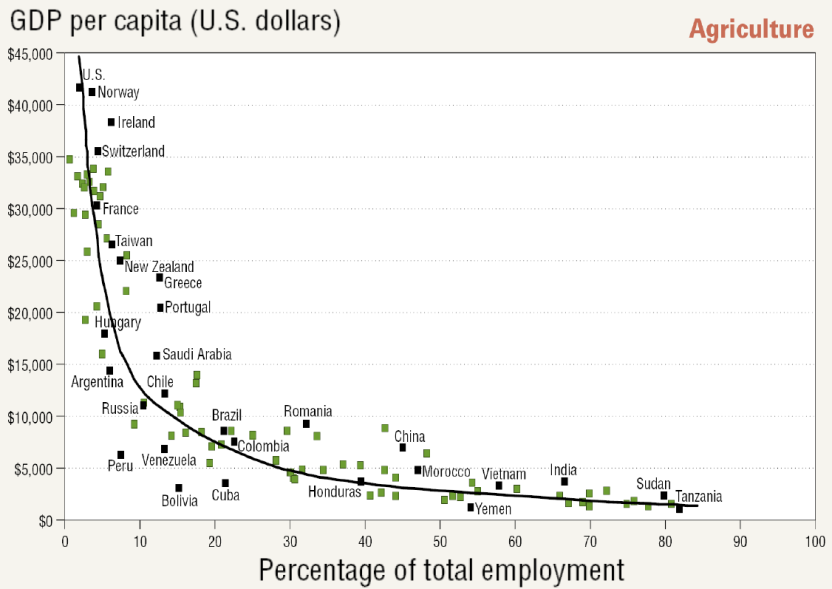 GDP per capita (U.S. dollars)
Agriculture
$45,000
U.S.
$40,000
Norway
Ireland
$35,000
Switzerland
$30,000
France
Taiwan
$25,000
New Zealand
Greece
$20,000
Portugal
Hungary
$15,000
Saudi Arabia
Argentina
Chile
$10,000
Russia
Brazil
Romania
Colombia
China
Peru
Venezuela
$5,000
Morocco
Vietnam
India
Bolivia
Cuba
Honduras
Sudan
Tanzania
Yemen
$0
0 10 20 30 40 50 60 70 80 90 100
Percentage of total employment